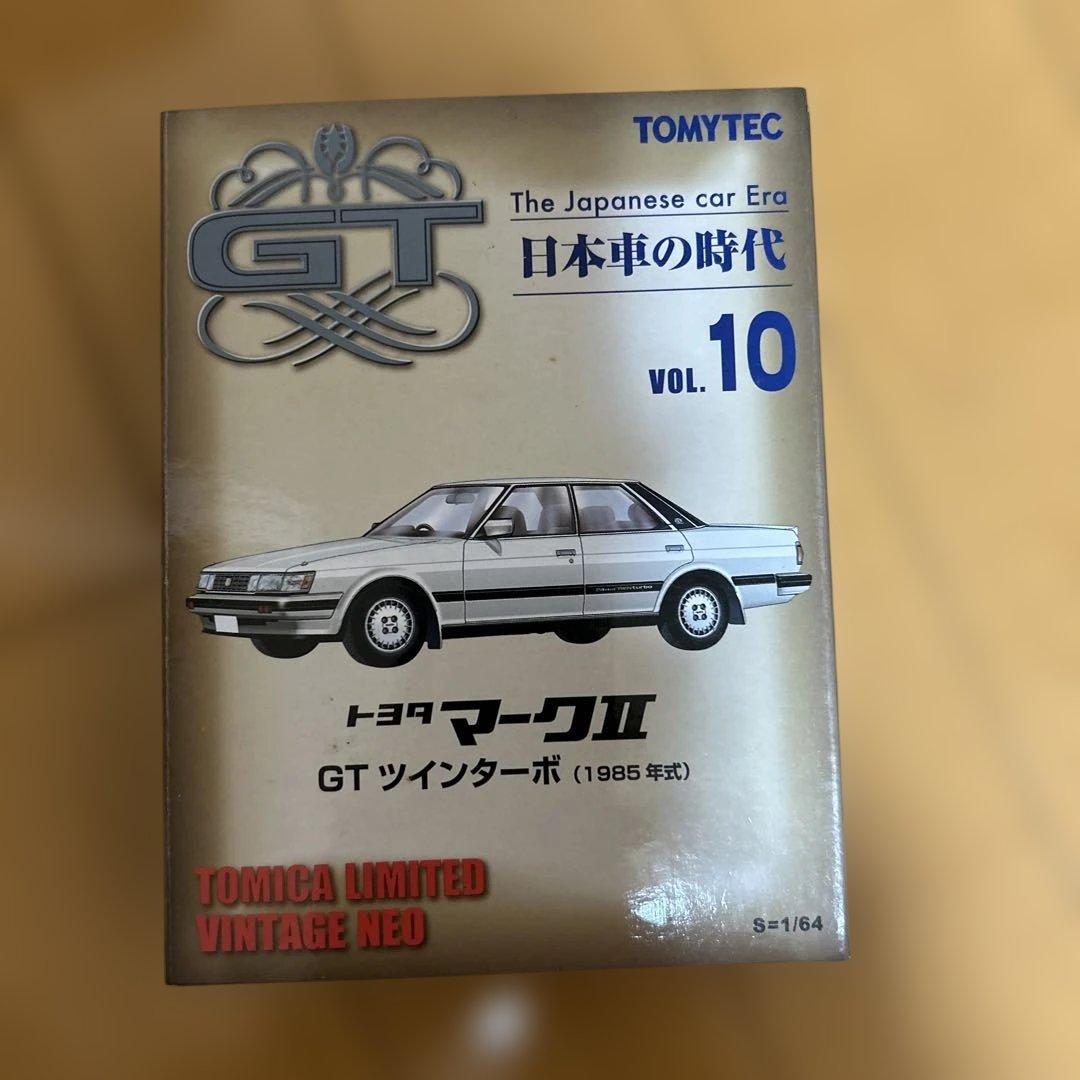 GT
TOMYTEC
The Japanese car Era
日本車の時代
VOL. 10
トヨタ マークII
GT ツインターボ (1985年式)
TOMICA LIMITED
VINTAGE NEO
S=1/64